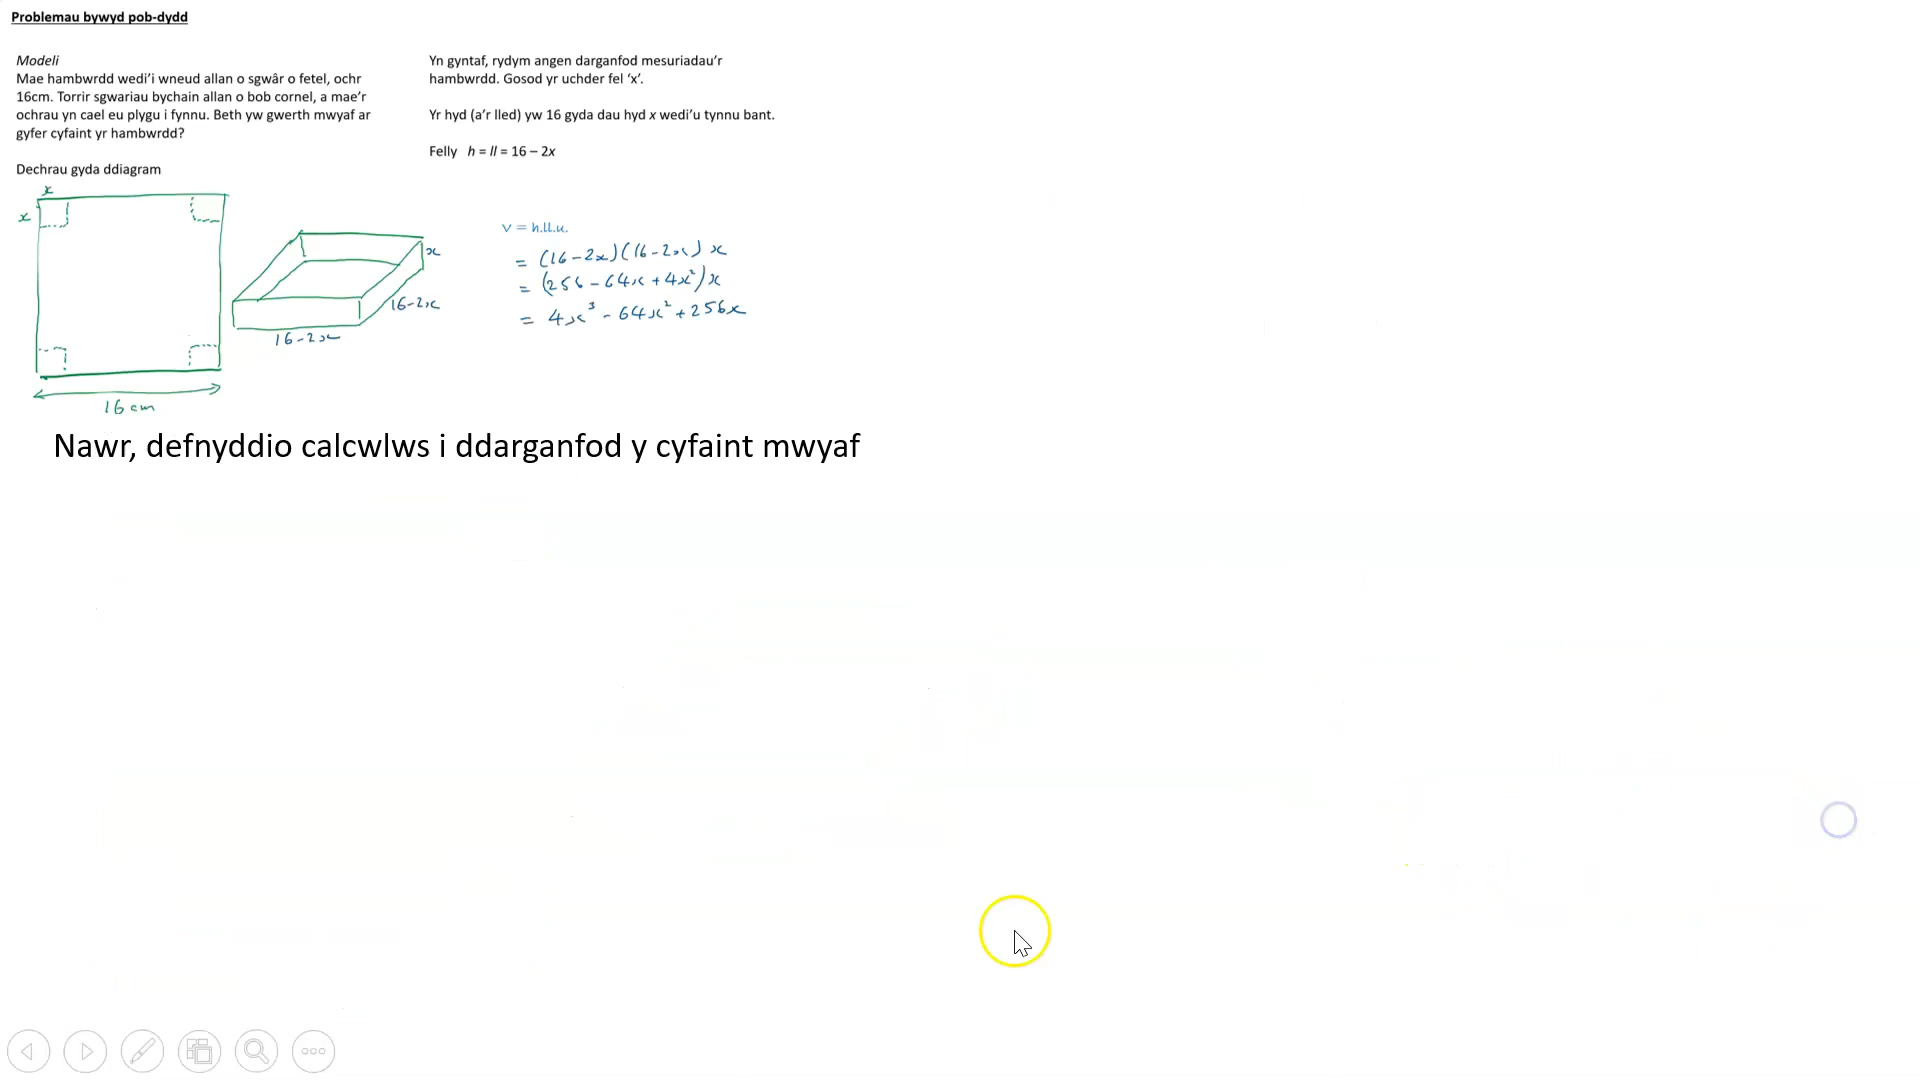 Problemau bywyd pob-dydd
Modeli
Mae hambwrdd wedi'i wneud allan o sgwâr o fetel, ochr
16cm. Torrir sgwariau bychain allan o bob cornel, a mae'r
ochrau yn cael eu plygu i fynnu. Beth yw gwerth mwyaf ar
gyfer cyfaint yr hambwrdd?
Dechrau gyda ddiagram
Yn gyntaf, rydym angen darganfod mesuriadau'r
hambwrdd. Gosod yr uchder fel 'x'.
Yr hyd (a'r lled) yw 16 gyda dau hyd x wedi'u tynnu bant.
Felly h = ll = 16 – 2x
x
x
16 cm
x
16-2x
16-2x
V = h.ll.u.
= (16-2x)(16-2x) x
= (256 - 64x + 4x²)x
= 4x³ - 64x² + 256x
Nawr, defnyddio calcwlws i ddarganfod y cyfaint mwyaf